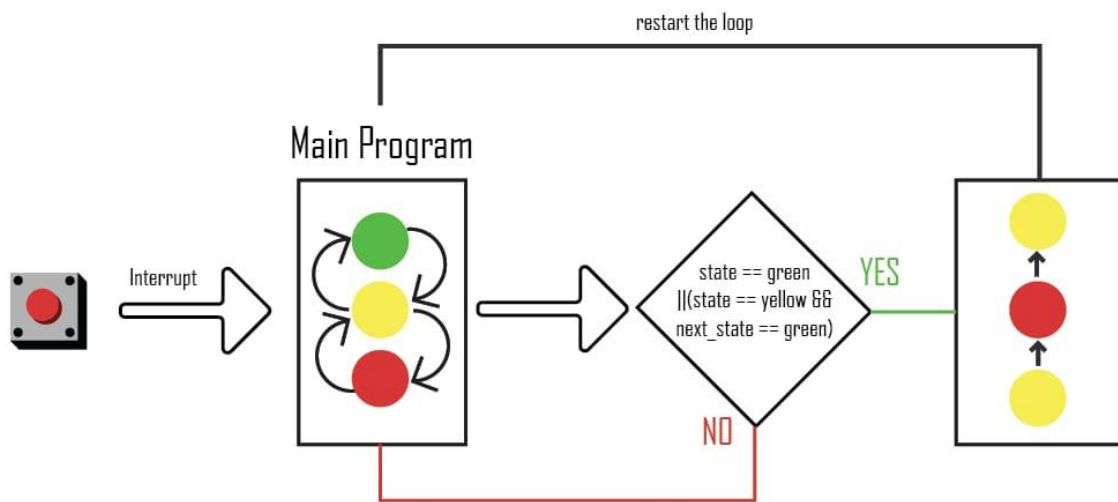 restart the loop
Main Program
Interrupt
state == green
||(state == yellow &&
next_state == green)
YES
NO